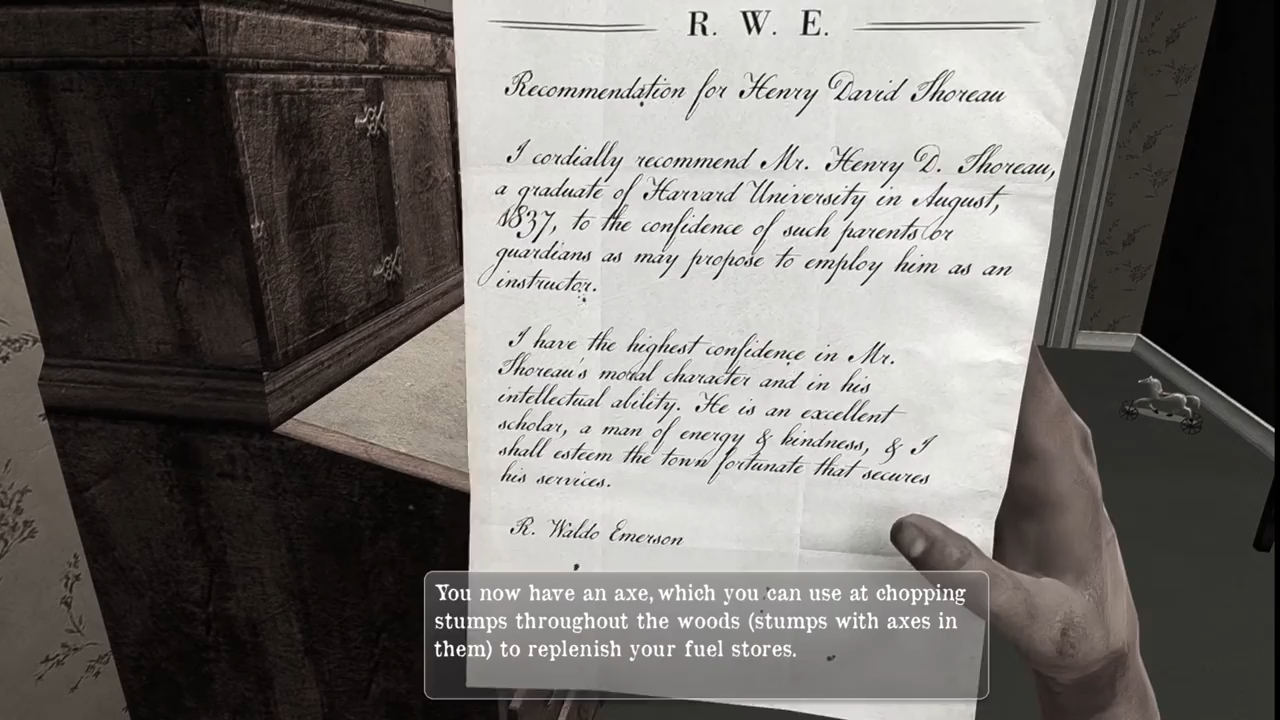 R. W. E.
Recommendation for Henry David Thoreau
I cordially recommend Mr. Henry D. Thoreau,
a graduate of Harvard University in August,
1837, to the confidence of such parents or
guardians as may propose to employ him as an
instructor.
I have the highest confidence in Mr.
Thoreau's moral character and in his
intellectual ability. He is an excellent
scholar, a man of energy & kindness, & I
shall esteem the town fortunate that secures
his services.
R. Waldo Emerson
You now have an axe, which you can use at chopping
stumps throughout the woods (stumps with axes in
them) to replenish your fuel stores.